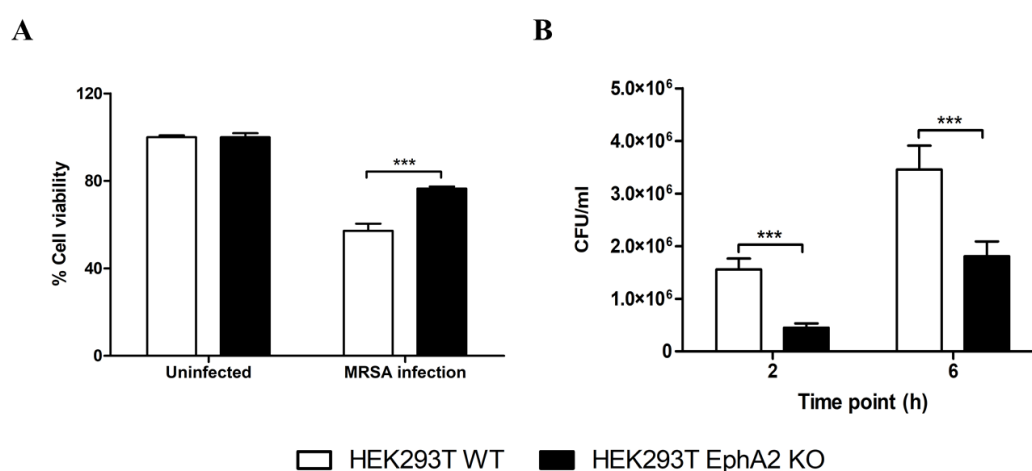 A
B
120
80
40
0
% Cell viability
***
Uninfected
MRSA infection
5.0×10⁶
4.0×10⁶
3.0×10⁶
2.0×10⁶
1.0×10⁶
0
CFU/ml
***
***
2
6
Time point (h)
HEK293T WT
HEK293T EphA2 KO